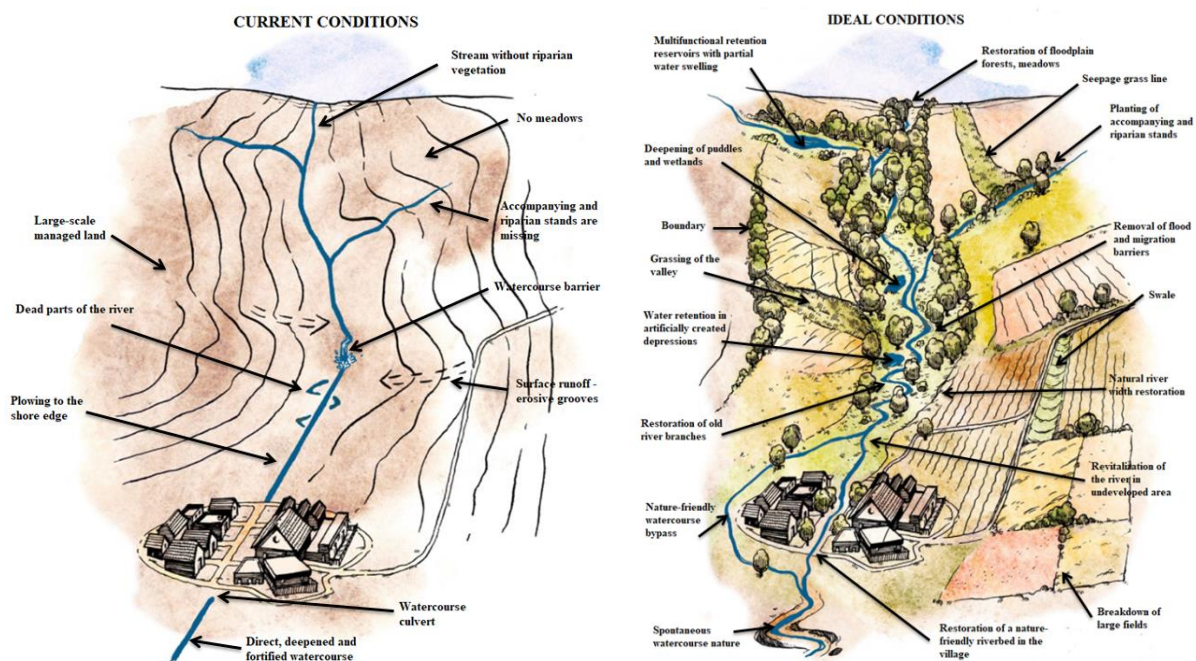 CURRENT CONDITIONS
Stream without riparian
vegetation
No meadows
Large-scale
managed land
Accompanying and
riparian stands are
missing
Dead parts of the river
Watercourse barrier
Plowing to the
shore edge
Surface runoff -
erosive grooves
Watercourse
culvert
Direct, deepened and
fortified watercourse
IDEAL CONDITIONS
Multifunctional retention
reservoirs with partial
water swelling
Restoration of floodplain
forests, meadows
Seepage grass line
Planting of
accompanying and
riparian stands
Deepening of puddles
and wetlands
Boundary
Removal of flood
and migration
barriers
Grassing of the
valley
Swale
Water retention in
artificially created
depressions
Natural river
width restoration
Restoration of old
river branches
Revitalization of
the river in
undeveloped area
Nature-friendly
watercourse
bypass
Breakdown of
large fields
Spontaneous
watercourse nature
Restoration of a nature-
friendly riverbed in the
village